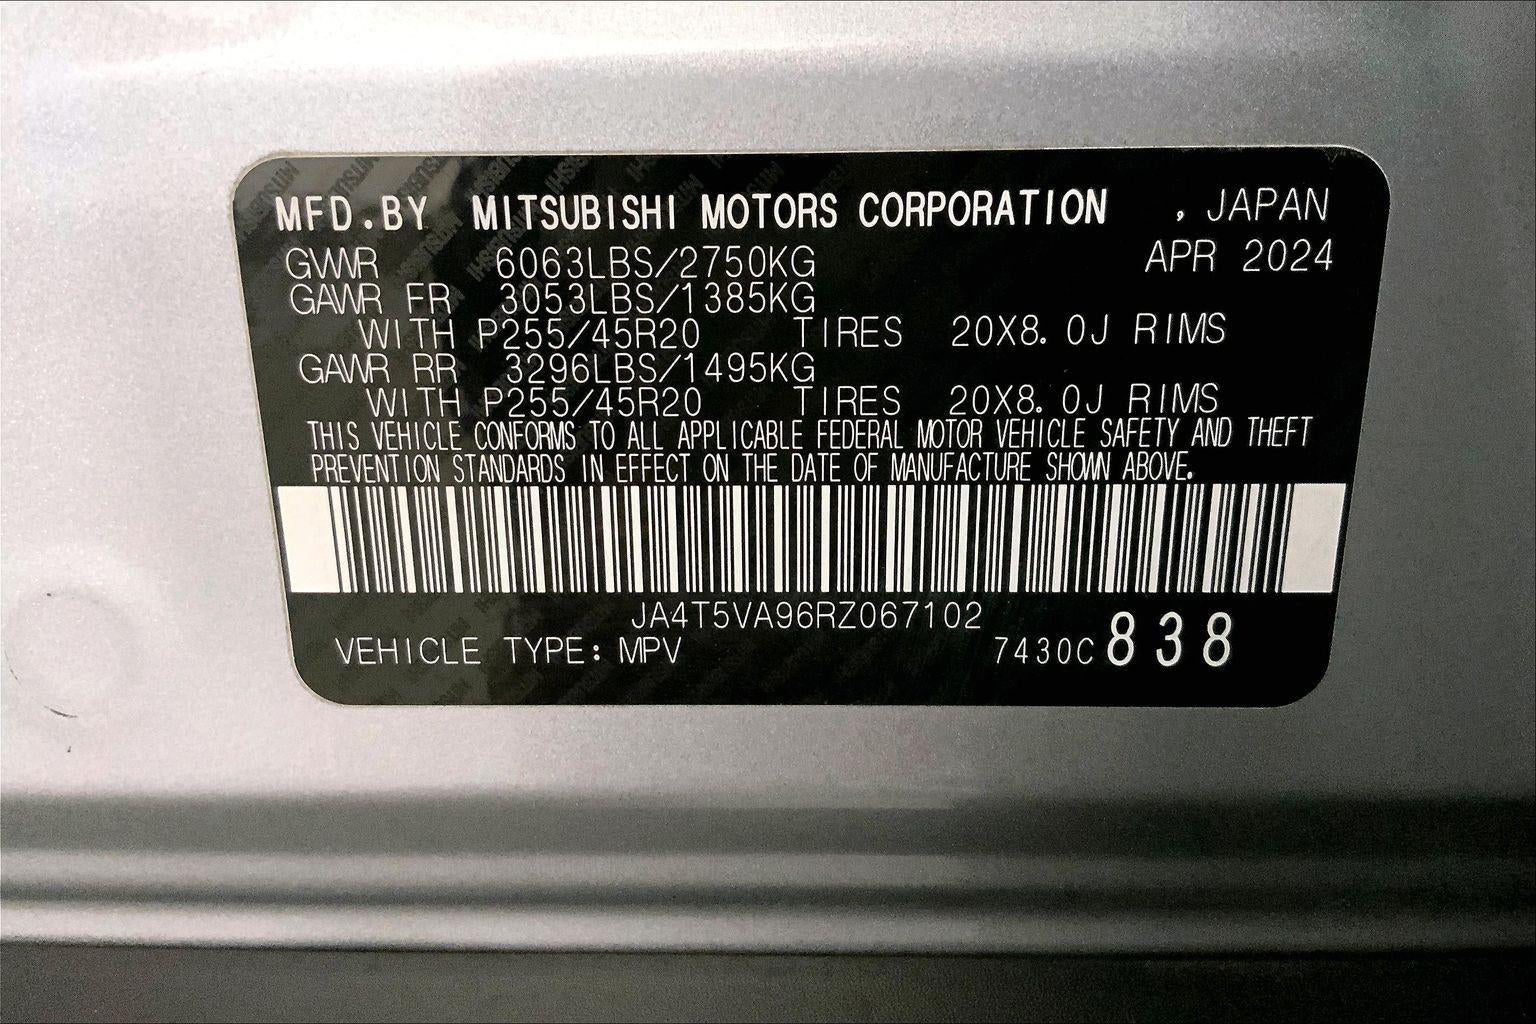 MFD.BY MITSUBISHI MOTORS CORPORATION , JAPAN
GVWR 6063LBS/2750KG APR 2024
GAWR FR 3053LBS/1385KG
WITH P255/45R20 TIRES 20X8.0J RIMS
GAWR RR 3296LBS/1495KG
WITH P255/45R20 TIRES 20X8.0J RIMS
THIS VEHICLE CONFORMS TO ALL APPLICABLE FEDERAL MOTOR VEHICLE SAFETY AND THEFT
PREVENTION STANDARDS IN EFFECT ON THE DATE OF MANUFACTURE SHOWN ABOVE.
JA4T5VA96RZ067102
VEHICLE TYPE: MPV 7430C 838